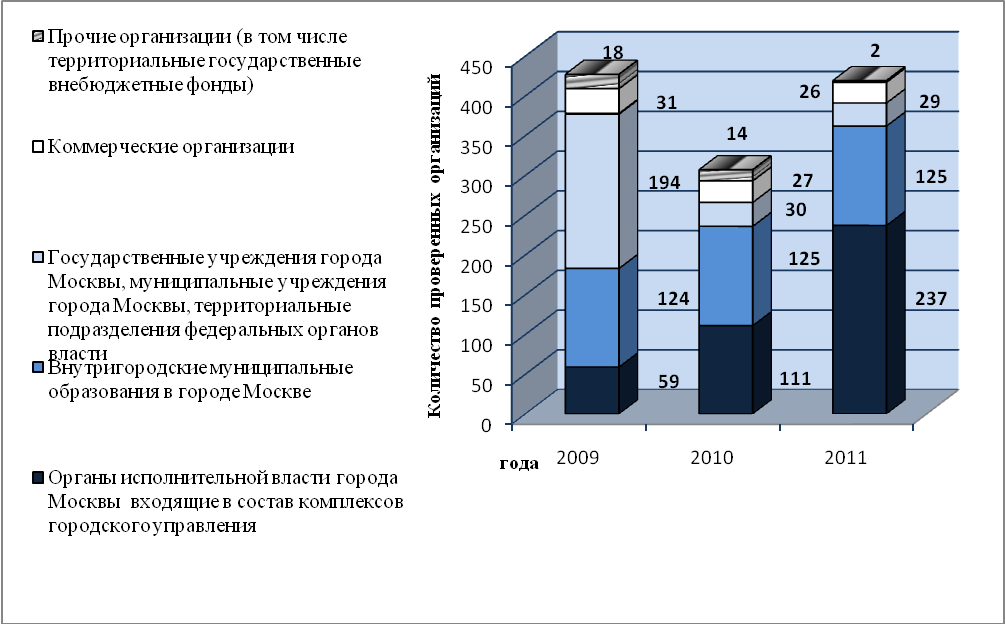 Прочие организации (в том числе
территориальные государственные
внебюджетные фонды)
Коммерческие организации
Государственные учреждения города
Москвы, муниципальные учреждения
города Москвы, территориальные
подразделения федеральных органов
власти
Внутригородские муниципальные
образования в городе Москве
Органы исполнительной власти города
Москвы входящие в состав комплексов
городского управления
Количество проверенных организаций
450
400
350
300
250
200
150
100
50
0
18
31
194
124
59
14
27
30
125
111
2
26
29
125
237
года
2009
2010
2011